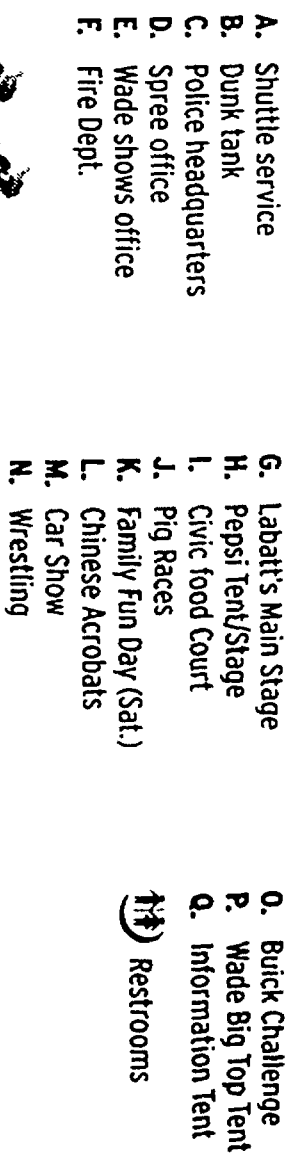 A. Shuttle service
B. Dunk tank
C. Police headquarters
D. Spree office
E. Wade shows office
F. Fire Dept.
G. Labatt's Main Stage
H. Pepsi Tent/Stage
I. Civic food Court
J. Pig Races
K. Family Fun Day (Sat.)
L. Chinese Acrobats
M. Car Show
N. Wrestling
O. Buick Challenge
P. Wade Big Top Tent
Q. Information Tent
Restrooms